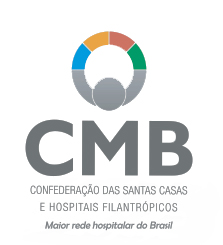 CMB
CONFEDERAÇÃO DAS SANTAS CASAS
E HOSPITAIS FILANTRÓPICOS
Maior rede hospitalar do Brasil